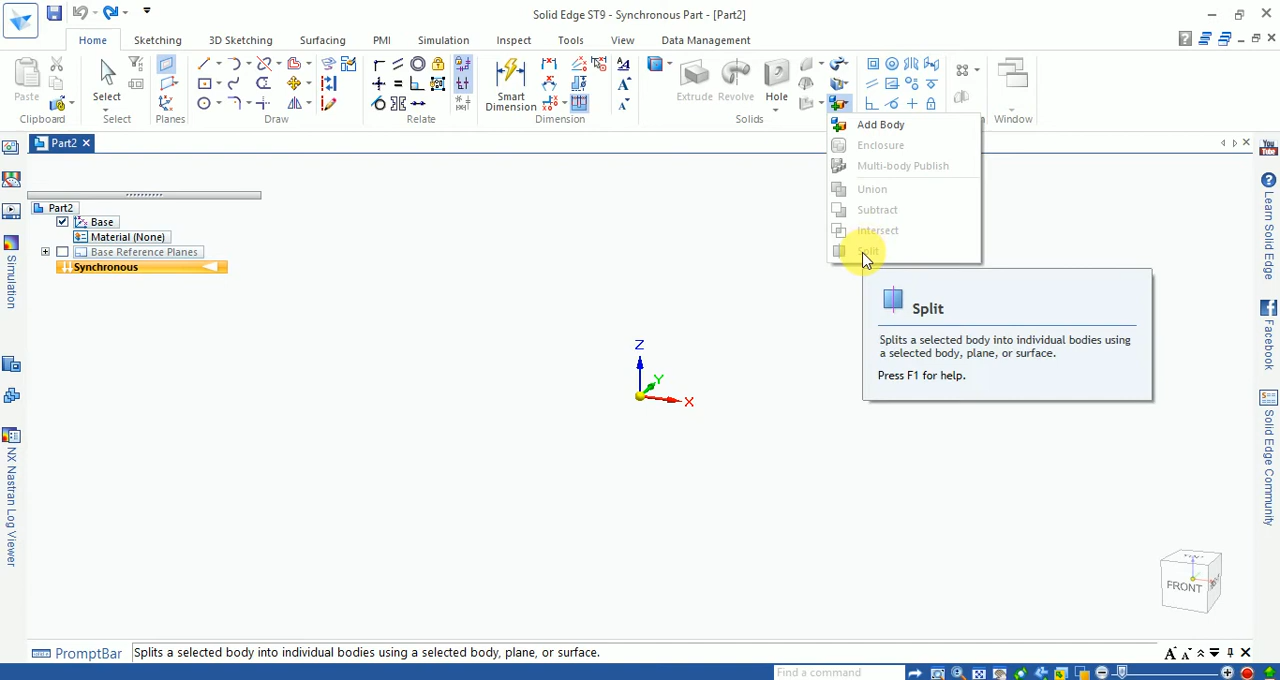 Solid Edge ST9 - Synchronous Part - [Part2]
Home Sketching 3D Sketching Surfacing PMI Simulation Inspect Tools View Data Management
Paste
Clipboard
Select
Select
Planes
Draw
Relate
Smart
Dimension
Dimension
Extrude Revolve Hole
Solids
Window
Add Body
Enclosure
Multi-body Publish
Union
Subtract
Intersect
Split
Part2
Part2
Base
Material (None)
Base Reference Planes
Synchronous
Split
Splits a selected body into individual bodies using
a selected body, plane, or surface.
Press F1 for help.
Z
Y
X
FRONT
Simulation
NX Nastran Log Viewer
You
Tube
Learn Solid Edge
Facebook
Solid Edge Community
PromptBar
Splits a selected body into individual bodies using a selected body, plane, or surface.
Find a command